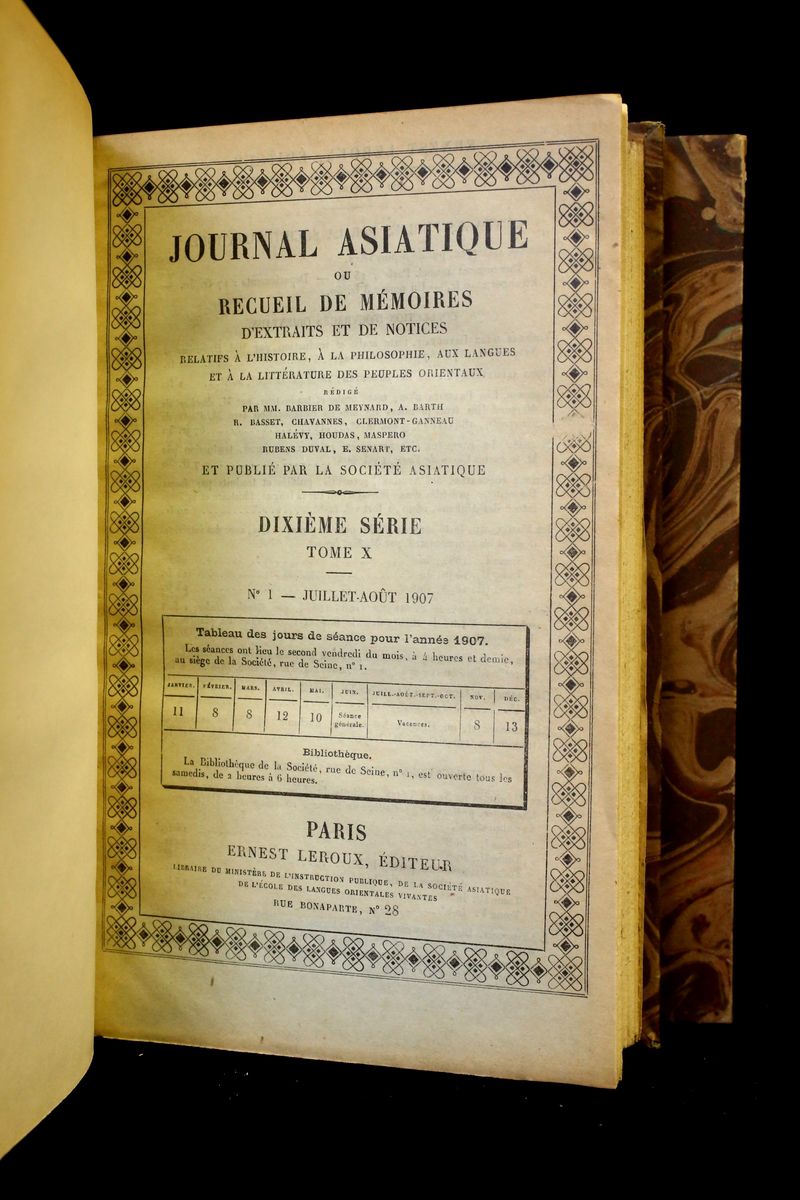 JOURNAL ASIATIQUE
OU
RECUEIL DE MÉMOIRES
D'EXTRAITS ET DE NOTICES
RELATIFS À L'HISTOIRE, À LA PHILOSOPHIE, AUX LANGUES
ET À LA LITTÉRATURE DES PEUPLES ORIENTAUX
RÉDIGÉ
PAR MM. BARBIER DE MEYNARD, A. BARTH
R. BASSET, CHAVANNES, CLERMONT-GANNEAU
HALÉVY, HOUDAS, MASPERO
RUBENS DUVAL, E. SENART, ETC.
ET PUBLIÉ PAR LA SOCIÉTÉ ASIATIQUE
DIXIÈME SÉRIE
TOME X
N° 1 — JUILLET-AOÛT 1907
Tableau des jours de séance pour l'année 1907.
Les séances ont lieu le second vendredi du mois, à 4 heures et demie,
au siège de la Société, rue de Seine, n° 1.
JANVIER. FÉVRIER. MARS. AVRIL. MAI. JUIN. JUILL.-AOÛT.-SEPT.-OCT. NOV. DÉC.
11 8 8 12 10 Séance générale. Vacances. 8 13
Bibliothèque.
La Bibliothèque de la Société, rue de Seine, n° 1, est ouverte tous les
samedis, de 2 heures à 6 heures.
PARIS
ERNEST LEROUX, ÉDITEUR
LIBRAIRE DU MINISTÈRE DE L'INSTRUCTION PUBLIQUE, DE LA SOCIÉTÉ ASIATIQUE
DE L'ÉCOLE DES LANGUES ORIENTALES VIVANTES
RUE BONAPARTE, N° 28